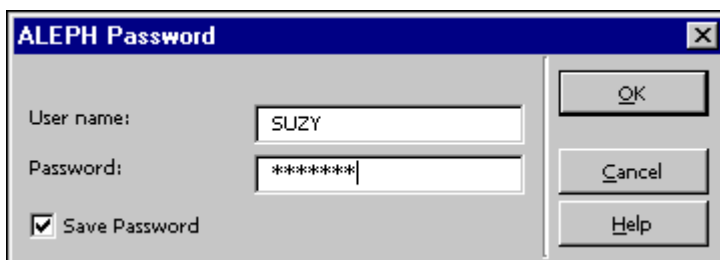 ALEPH Password
User name:
SUZY
OK
Password:
*******
Cancel
Save Password
Help